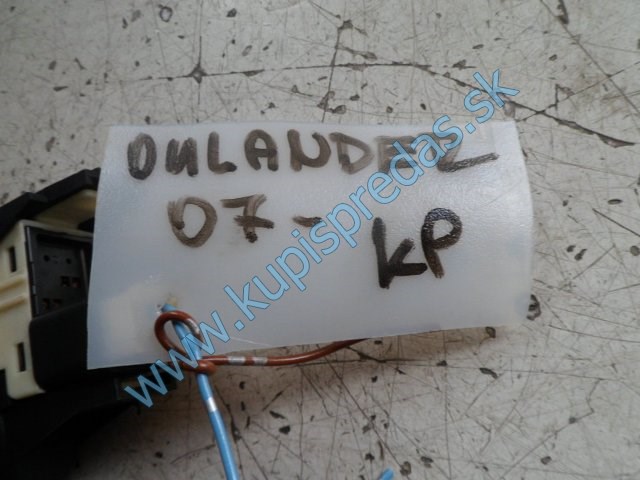 OULANDER
07-
KP
www.kupispredas.sk